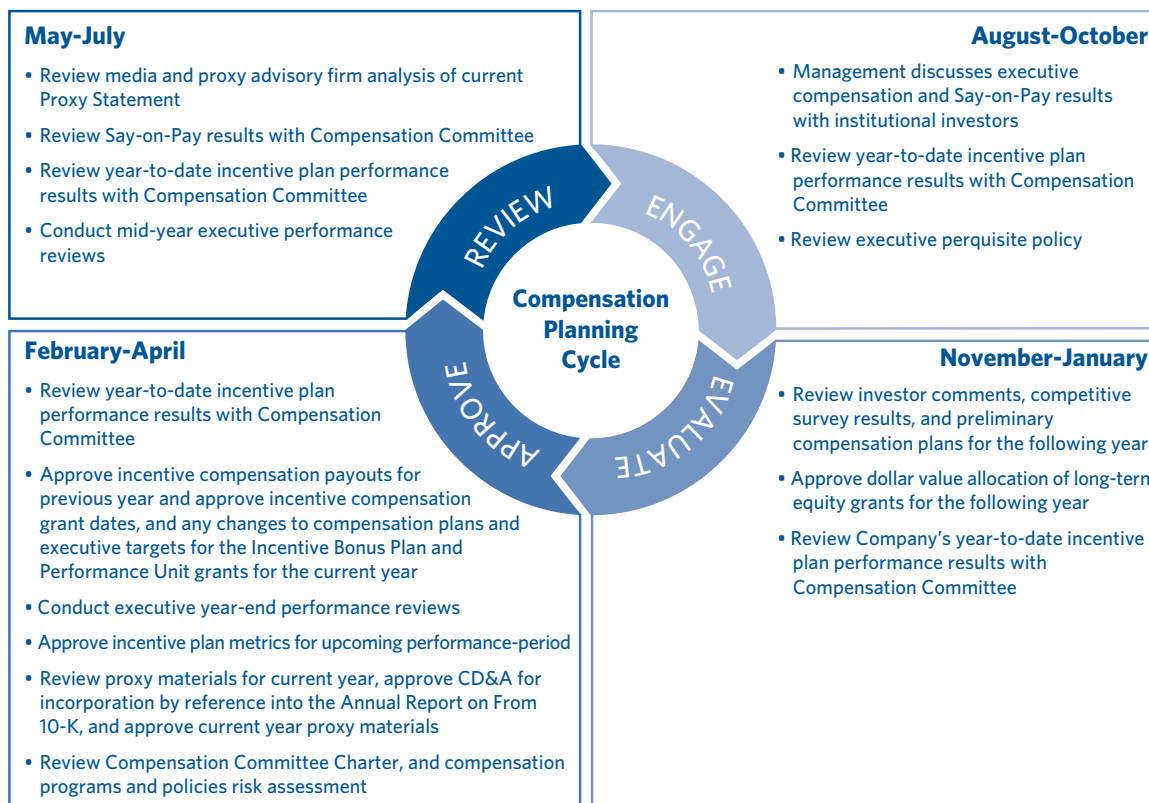 May-July
• Review media and proxy advisory firm analysis of current
Proxy Statement
• Review Say-on-Pay results with Compensation Committee
• Review year-to-date incentive plan performance
results with Compensation Committee
• Conduct mid-year executive performance
reviews
August-October
• Management discusses executive
compensation and Say-on-Pay results
with institutional investors
• Review year-to-date incentive plan
performance results with Compensation
Committee
• Review executive perquisite policy
REVIEW
ENGAGE
Compensation
Planning
Cycle
APPROVE
EVALUATE
February-April
• Review year-to-date incentive plan
performance results with Compensation
Committee
• Approve incentive compensation payouts for
previous year and approve incentive compensation
grant dates, and any changes to compensation plans and
executive targets for the Incentive Bonus Plan and
Performance Unit grants for the current year
• Conduct executive year-end performance reviews
• Approve incentive plan metrics for upcoming performance-period
• Review proxy materials for current year, approve CD&A for
incorporation by reference into the Annual Report on From
10-K, and approve current year proxy materials
• Review Compensation Committee Charter, and compensation
programs and policies risk assessment
November-January
• Review investor comments, competitive
survey results, and preliminary
compensation plans for the following year
• Approve dollar value allocation of long-term
equity grants for the following year
• Review Company's year-to-date incentive
plan performance results with
Compensation Committee